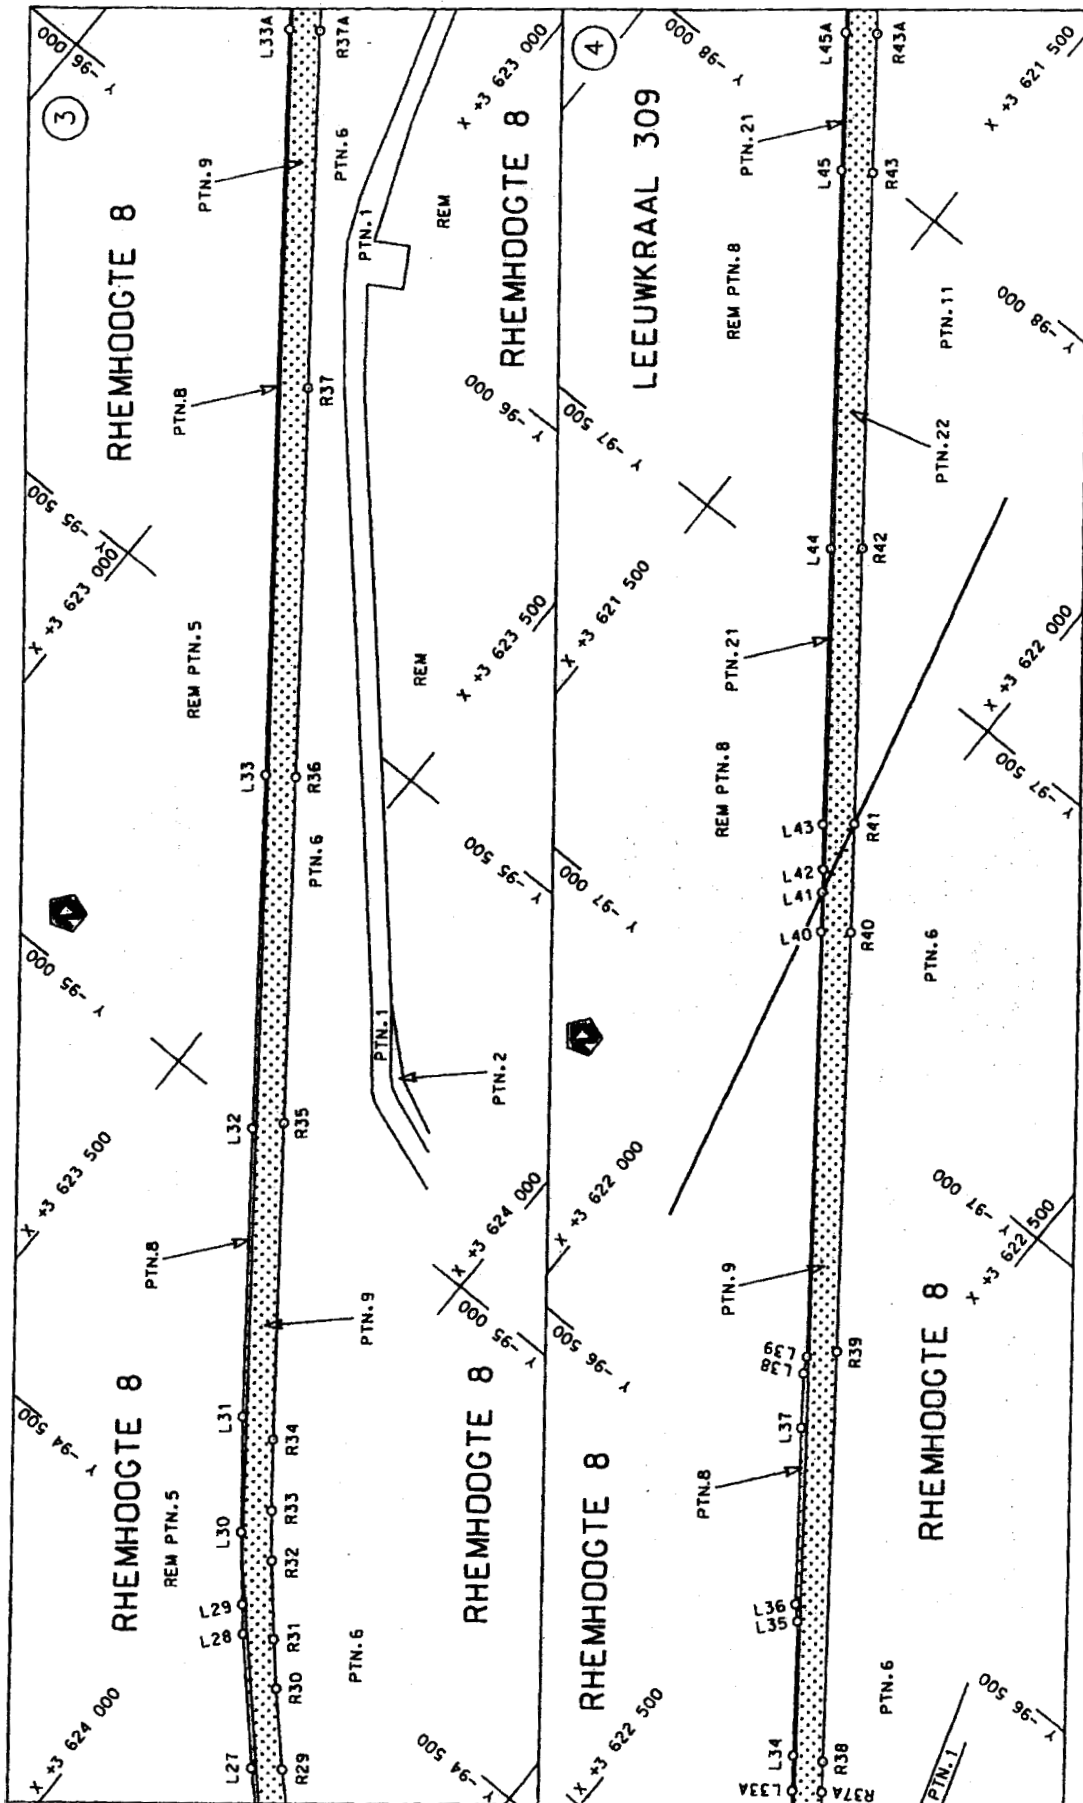 3
Y -96 000
L33A
R37A
X +3 623 000
PTN.9
PTN.6
PTN.1
REM
RHEMHOOGTE 8
RHEMHOOGTE 8
PTN.8
R37
Y -96 000
Y -95 500
X +3 623 000
REM PTN.5
X +3 623 500
REM
L33
R36
PTN.6
Y -95 500
Y -95 000
PTN.1
PTN.2
L32
R35
X +3 623 500
X +3 624 000
PTN.8
PTN.9
Y -95 000
Y -94 500
L31
R34
RHEMHOOGTE 8
RHEMHOOGTE 8
REM PTN.5
R33
L30
R32
L29
L28
R31
PTN.6
R30
X +3 624 000
L27
R29
Y -94 500
4
Y -98 000
L45A
R43A
X +3 621 500
LEEUWKRAAL 309
PTN.21
L45
R43
REM PTN.8
PTN.11
Y -98 000
Y -97 500
PTN.22
L44
R42
X +3 621 500
PTN.21
X +3 622 000
REM PTN.8
Y -97 500
L43
R41
L42
L41
L40
R40
Y -97 000
PTN.6
X +3 622 000
Y -97 000
X +3 622 500
PTN.9
Y -96 500
L39
L38
R39
L37
RHEMHOOGTE 8
RHEMHOOGTE 8
PTN.8
L36
L35
PTN.6
Y -96 500
X +3 622 500
L34
R38
L33A
R37A
PTN.1